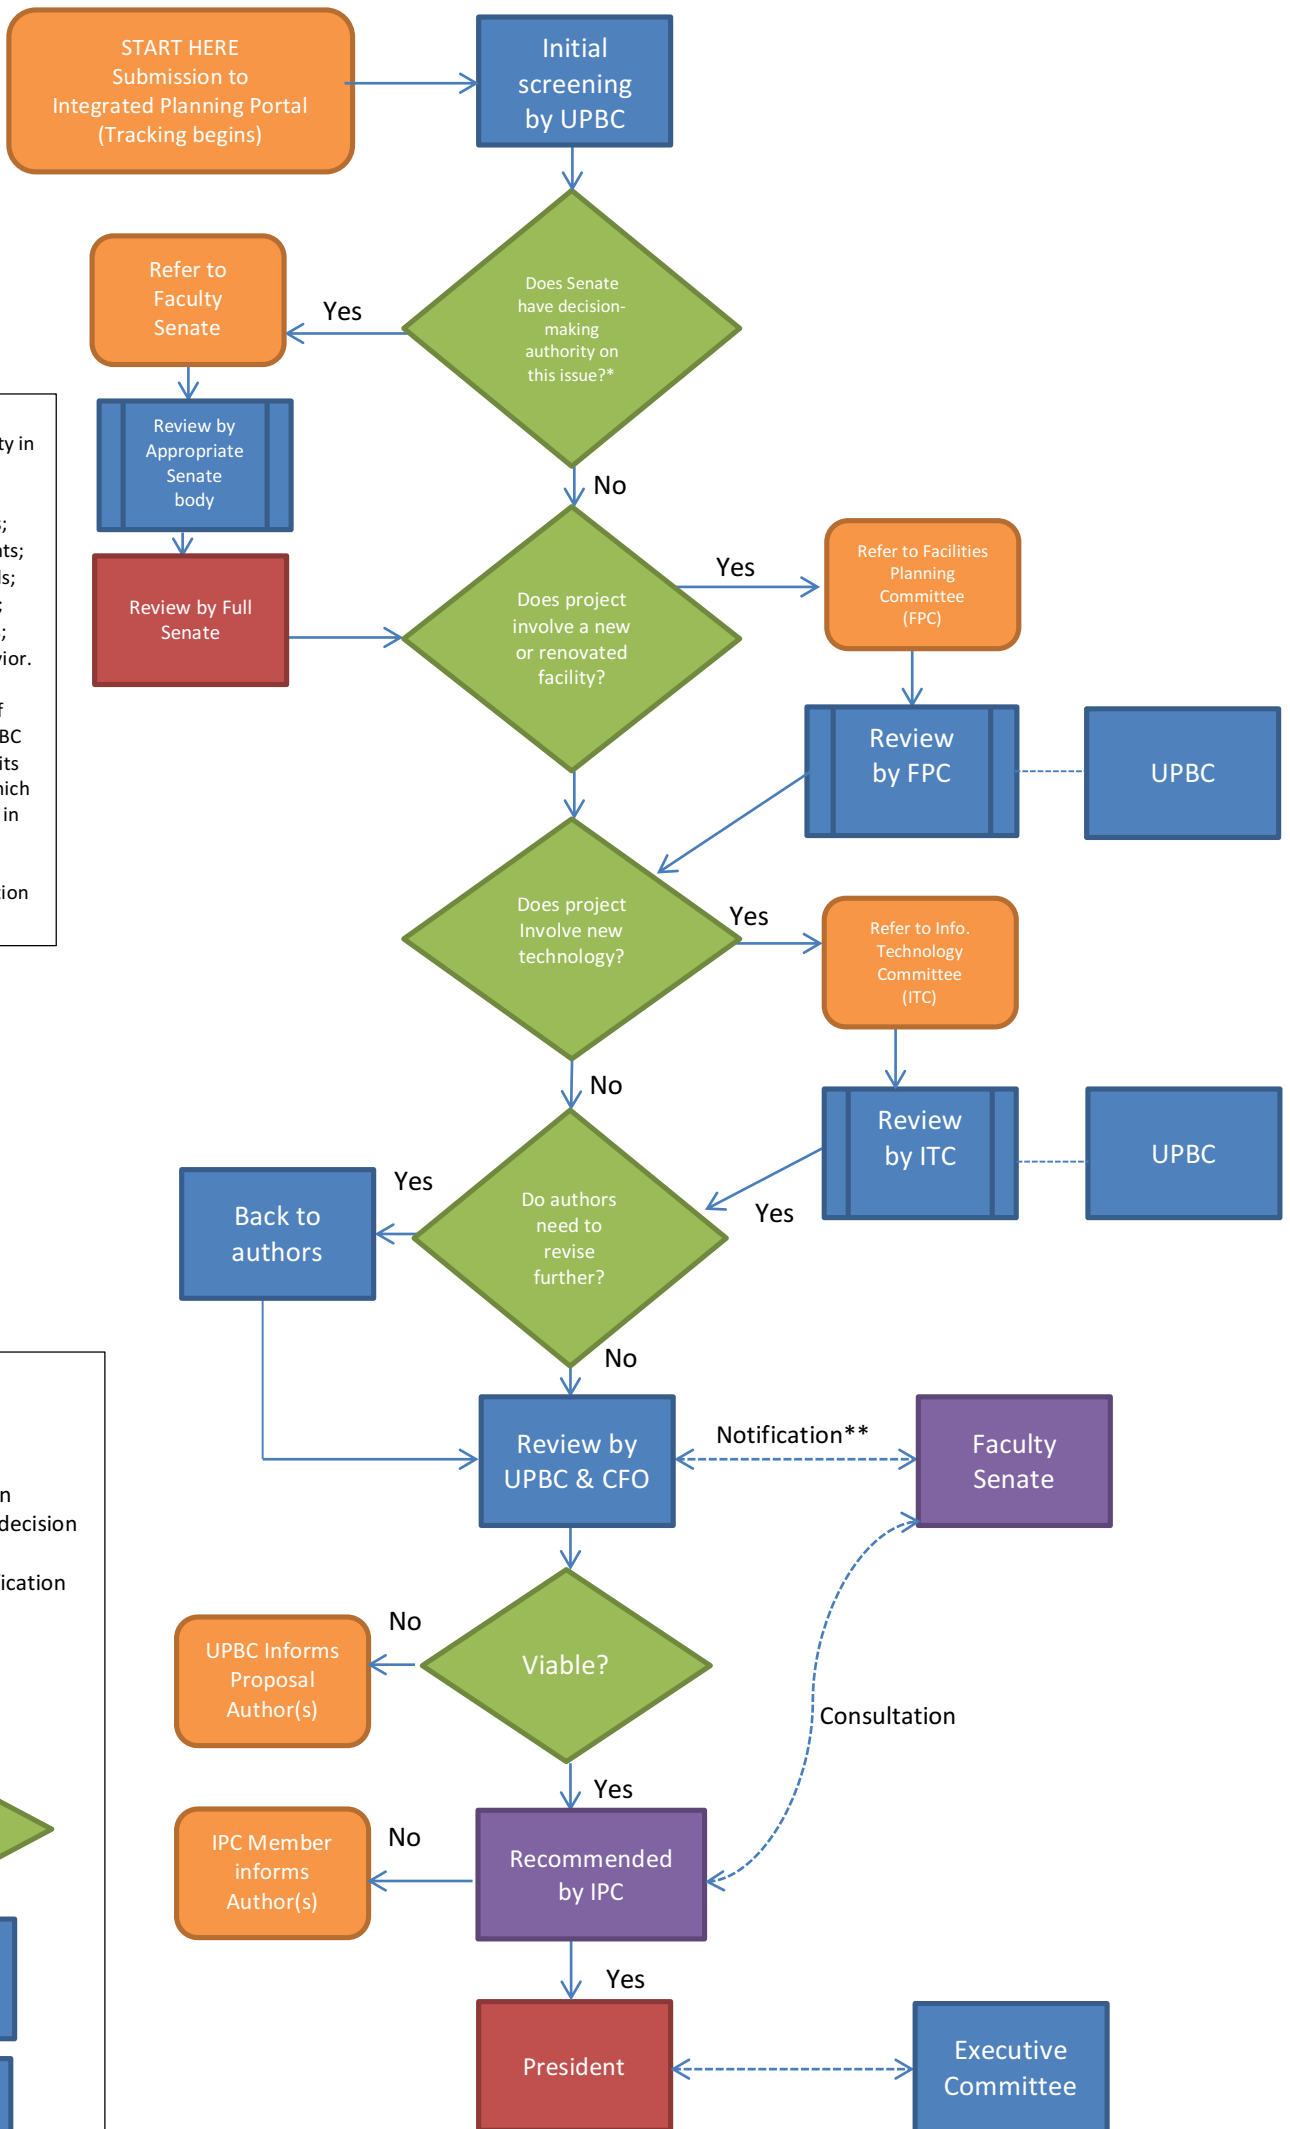 START HERE
Submission to
Integrated Planning Portal
(Tracking begins)
Initial
screening
by UPBC
Does Senate
have decision-
making
authority on
this issue?*
Yes
Refer to
Faculty
Senate
Review by
Appropriate
Senate
body
Review by Full
Senate
No
Does project
involve a new
or renovated
facility?
Yes
Refer to Facilities
Planning
Committee
(FPC)
Review
by FPC
UPBC
Does project
Involve new
technology?
Yes
Refer to Info.
Technology
Committee
(ITC)
Review
by ITC
UPBC
No
Yes
Do authors
need to
revise
further?
Yes
Back to
authors
No
Review by
UPBC & CFO
Notification**
Faculty
Senate
Viable?
No
UPBC Informs
Proposal
Author(s)
Consultation
Yes
Recommended
by IPC
No
IPC Member
informs
Author(s)
Yes
President
Executive
Committee
in
decision